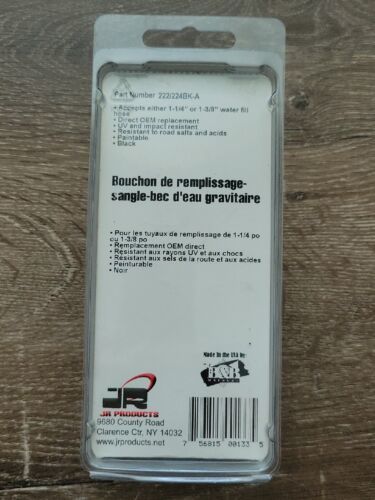 Part Number 222/224BK-A
• Accepts either 1-1/4" or 1-3/8" water fill
hose
• Direct OEM replacement
• UV and impact resistant
• Resistant to road salts and acids
• Paintable
• Black
Bouchon de remplissage-
sangle-bec d'eau gravitaire
• Pour les tuyaux de remplissage de 1-1/4 po
ou 1-3/8 po
• Remplacement OEM direct
• Résistant aux rayons UV et aux chocs
• Résistant aux sels de la route et aux acides
• Peinturable
• Noir
Made in the USA by:
JR
JR PRODUCTS
9680 County Road
Clarence Ctr, NY 14032
www.jrproducts.net
7 56815 00133 5